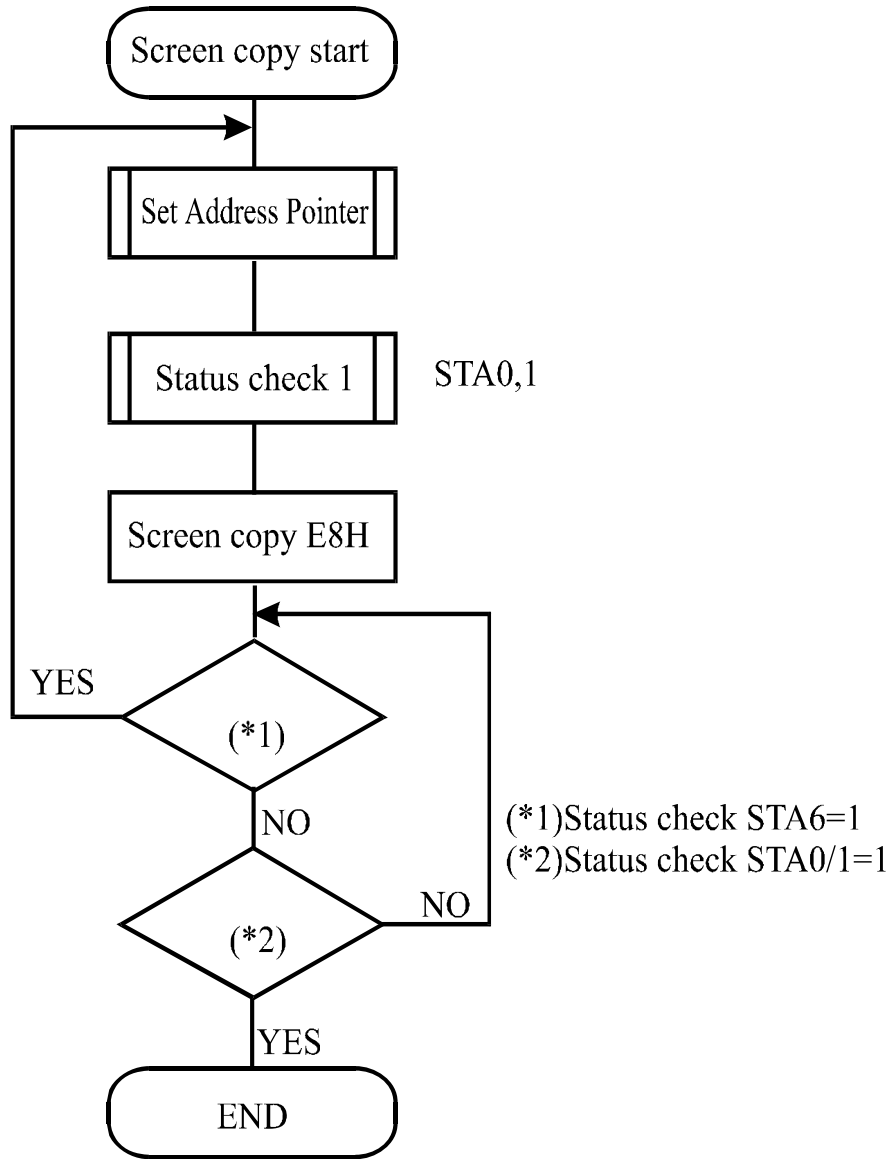 Screen copy start
Set Address Pointer
Status check 1
STA0,1
Screen copy E8H
YES
(*1)
NO
(*1)Status check STA6=1
(*2)Status check STA0/1=1
NO
(*2)
YES
END